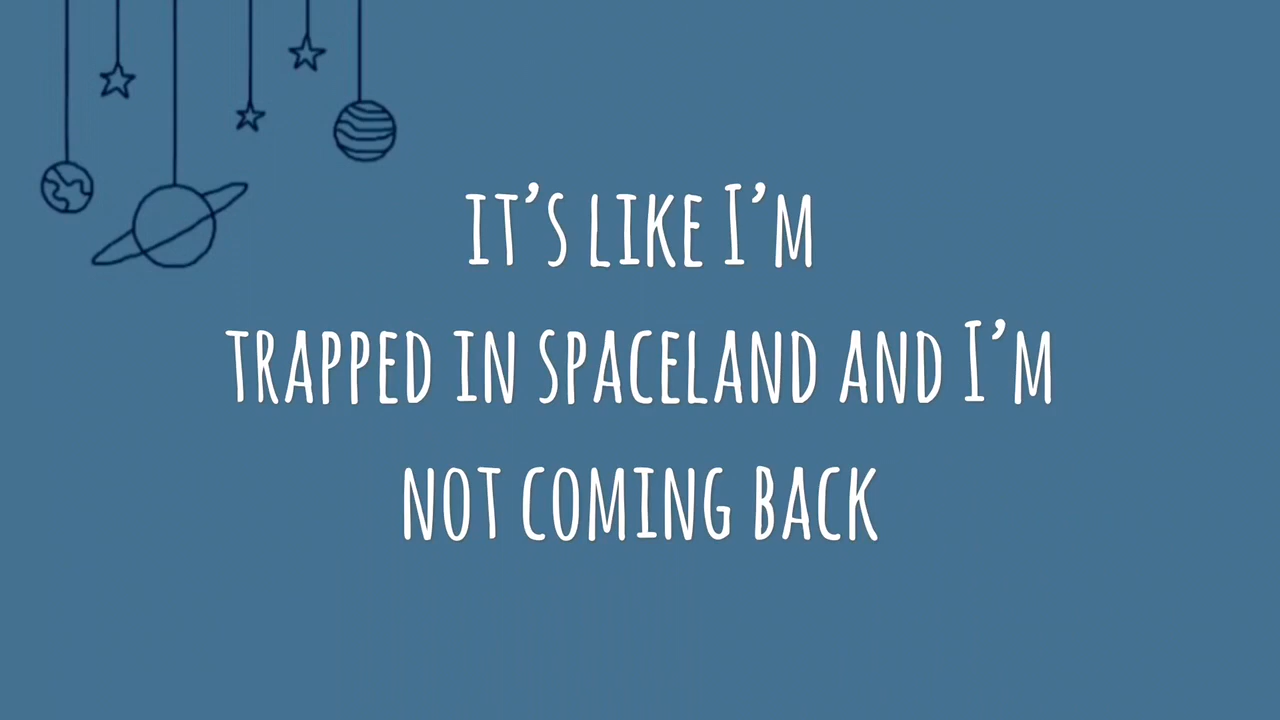 it’s like I’m
trapped in spaceland and I’m
not coming back